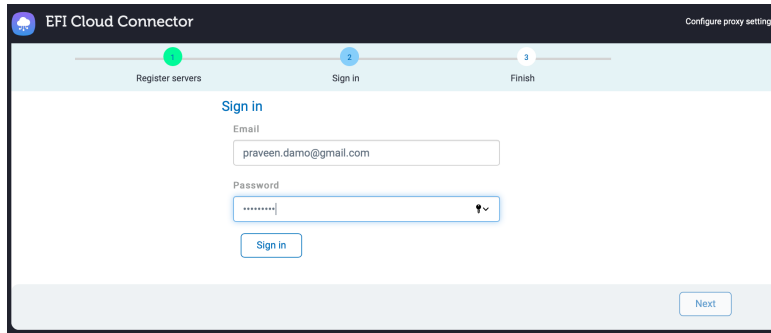 EFI Cloud Connector
Configure proxy setting
1
2
3
Register servers
Sign in
Finish
Sign in
Email
praveen.damo@gmail.com
Password
•••••••••
Sign in
Next